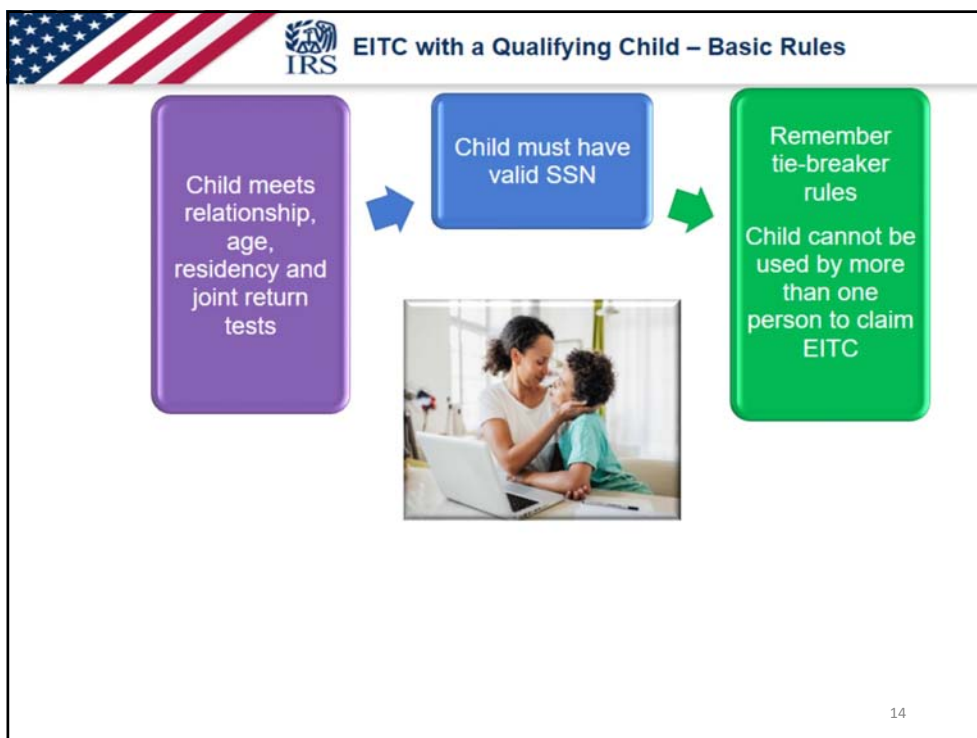 IRS
EITC with a Qualifying Child – Basic Rules
Child meets
relationship,
age,
residency and
joint return
tests
Child must have
valid SSN
Remember
tie-breaker
rules
Child cannot be
used by more
than one
person to claim
EITC
14